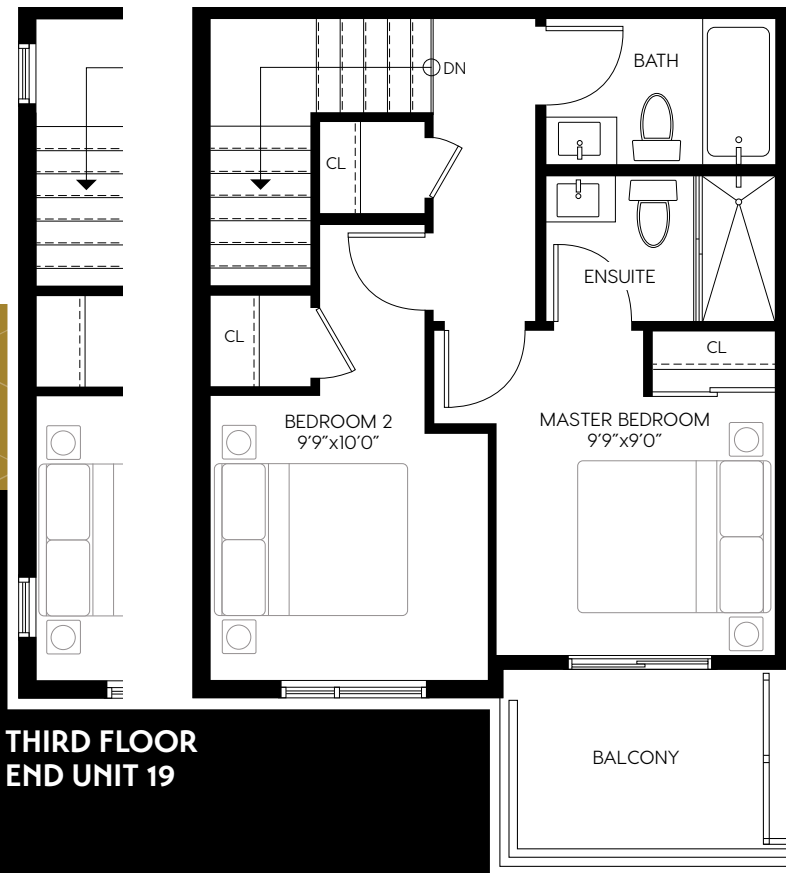 DN
BATH
CL
ENSUITE
CL
CL
BEDROOM 2
9'9"x10'0"
MASTER BEDROOM
9'9"x9'0"
THIRD FLOOR
END UNIT 19
BALCONY